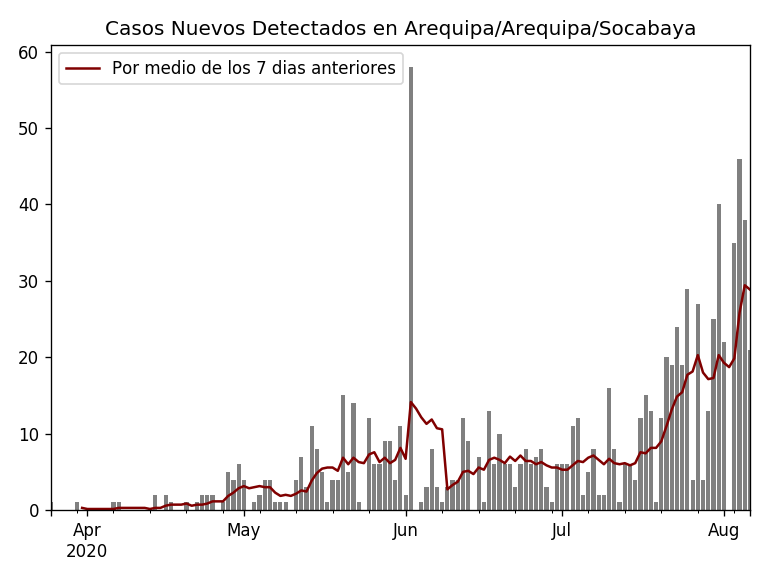 Casos Nuevos Detectados en Arequipa/Arequipa/Socabaya
Por medio de los 7 dias anteriores
60
50
40
30
20
10
0
Apr May Jun Jul Aug
2020